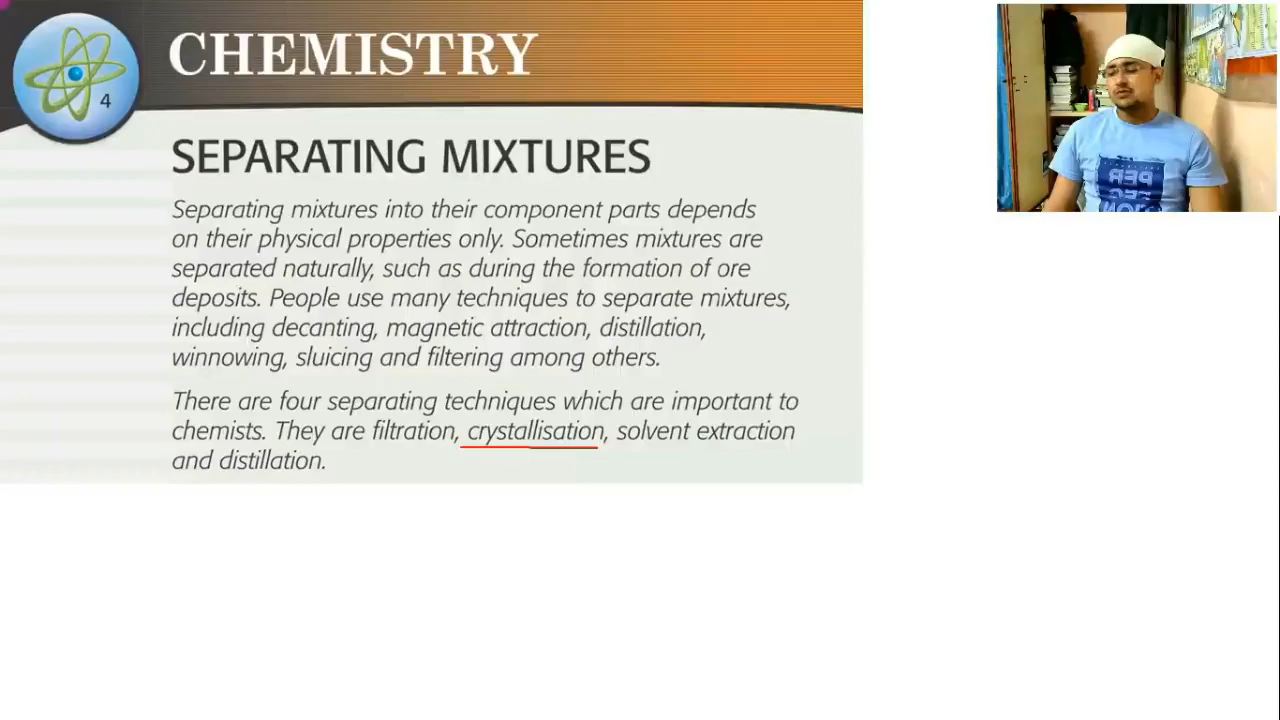 4
CHEMISTRY
SEPARATING MIXTURES
Separating mixtures into their component parts depends
on their physical properties only. Sometimes mixtures are
separated naturally, such as during the formation of ore
deposits. People use many techniques to separate mixtures,
including decanting, magnetic attraction, distillation,
winnowing, sluicing and filtering among others.
There are four separating techniques which are important to
chemists. They are filtration, crystallisation, solvent extraction
and distillation.
PER
FEC